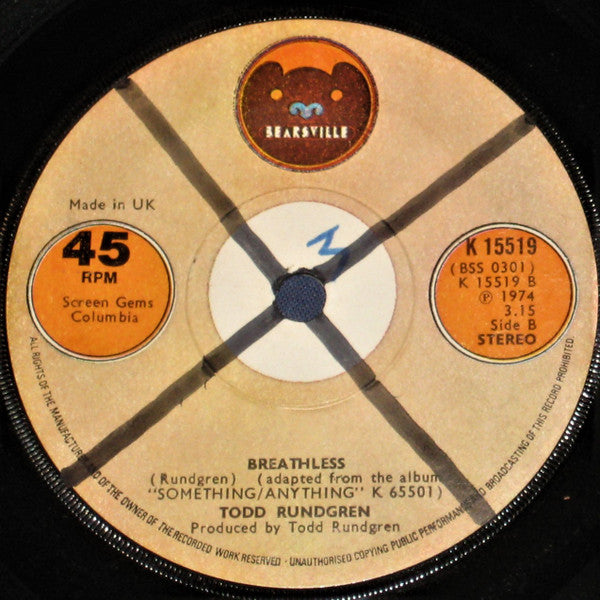 BEARSVILLE
Made in UK
45
RPM
Screen Gems
Columbia
K 15519
(BSS 0301)
K 15519 B
℗ 1974
3.15
Side B
STEREO
BREATHLESS
(Rundgren) (adapted from the album
"SOMETHING/ANYTHING" K 65501)
TODD RUNDGREN
Produced by Todd Rundgren
ALL RIGHTS OF THE MANUFACTURER AND OF THE OWNER OF THE RECORDED WORK RESERVED · UNAUTHORISED COPYING PUBLIC PERFORMANCE AND BROADCASTING OF THIS RECORD PROHIBITED